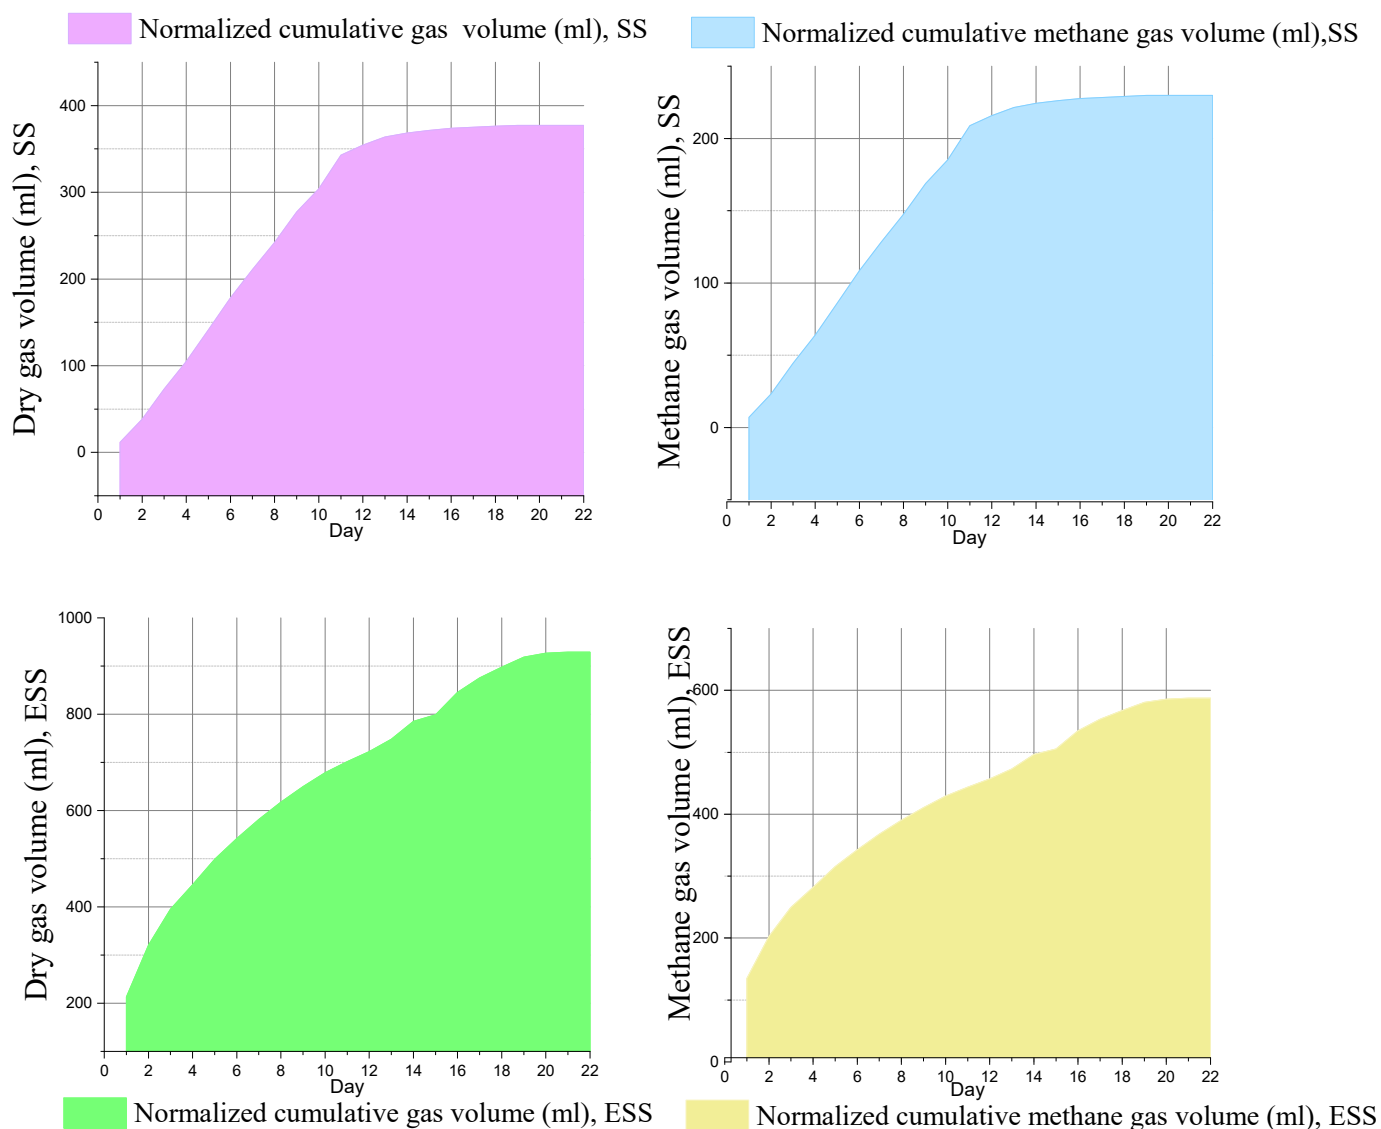 Normalized cumulative gas volume (ml), SS
Normalized cumulative methane gas volume (ml),SS
Dry gas volume (ml), SS
400
300
200
100
0
0 2 4 6 8 10 12 14 16 18 20 22
Day
Methane gas volume (ml), SS
200
100
0
0 2 4 6 8 10 12 14 16 18 20 22
Day
Dry gas volume (ml), ESS
1000
800
600
400
200
0 2 4 6 8 10 12 14 16 18 20 22
Day
Methane gas volume (ml), ESS
600
400
200
0
0 2 4 6 8 10 12 14 16 18 20 22
Day
Normalized cumulative gas volume (ml), ESS
Normalized cumulative methane gas volume (ml), ESS